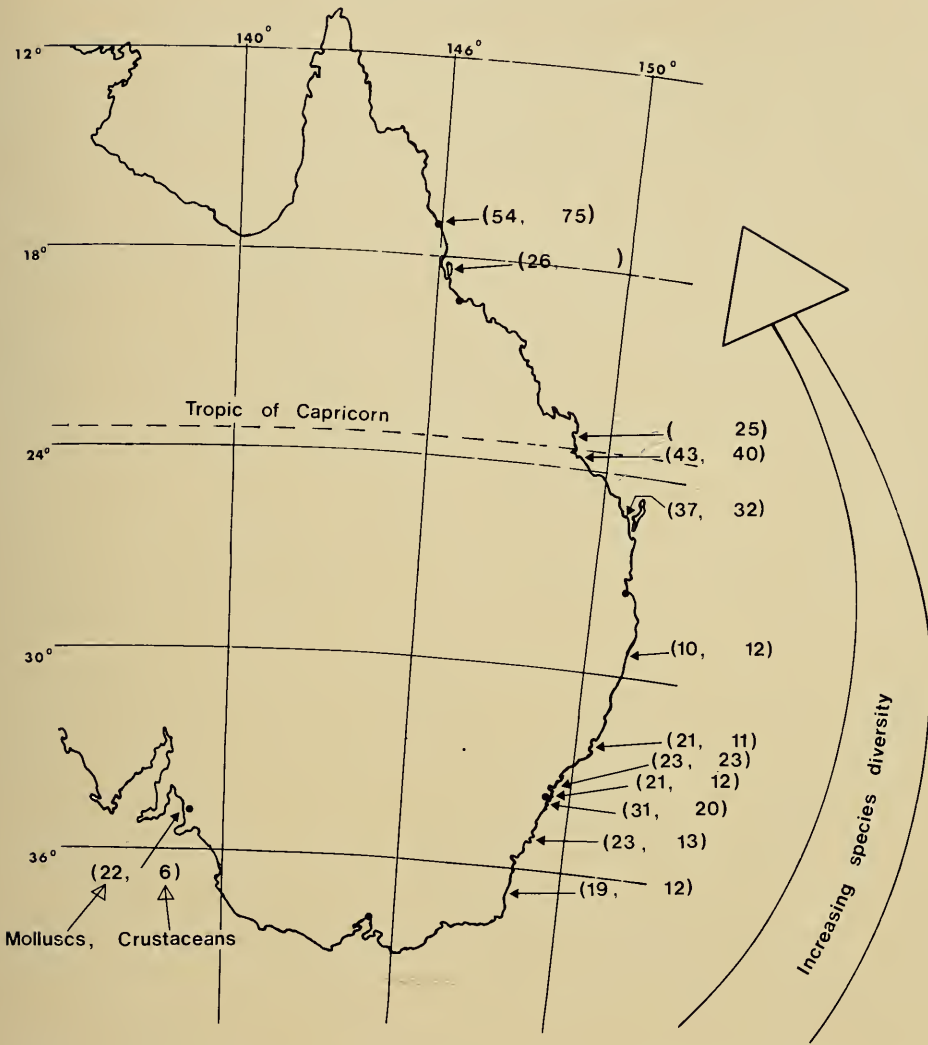 12° 140° 146° 150°
(54, 75)
18° (26, )
Tropic of Capricorn
( 25)
24° (43, 40)
(37, 32)
30° (10, 12)
(21, 11)
(23, 23)
(21, 12)
(31, 20)
(23, 13)
36° (22, 6) (19, 12)
Molluscs, Crustaceans
Increasing species diversity